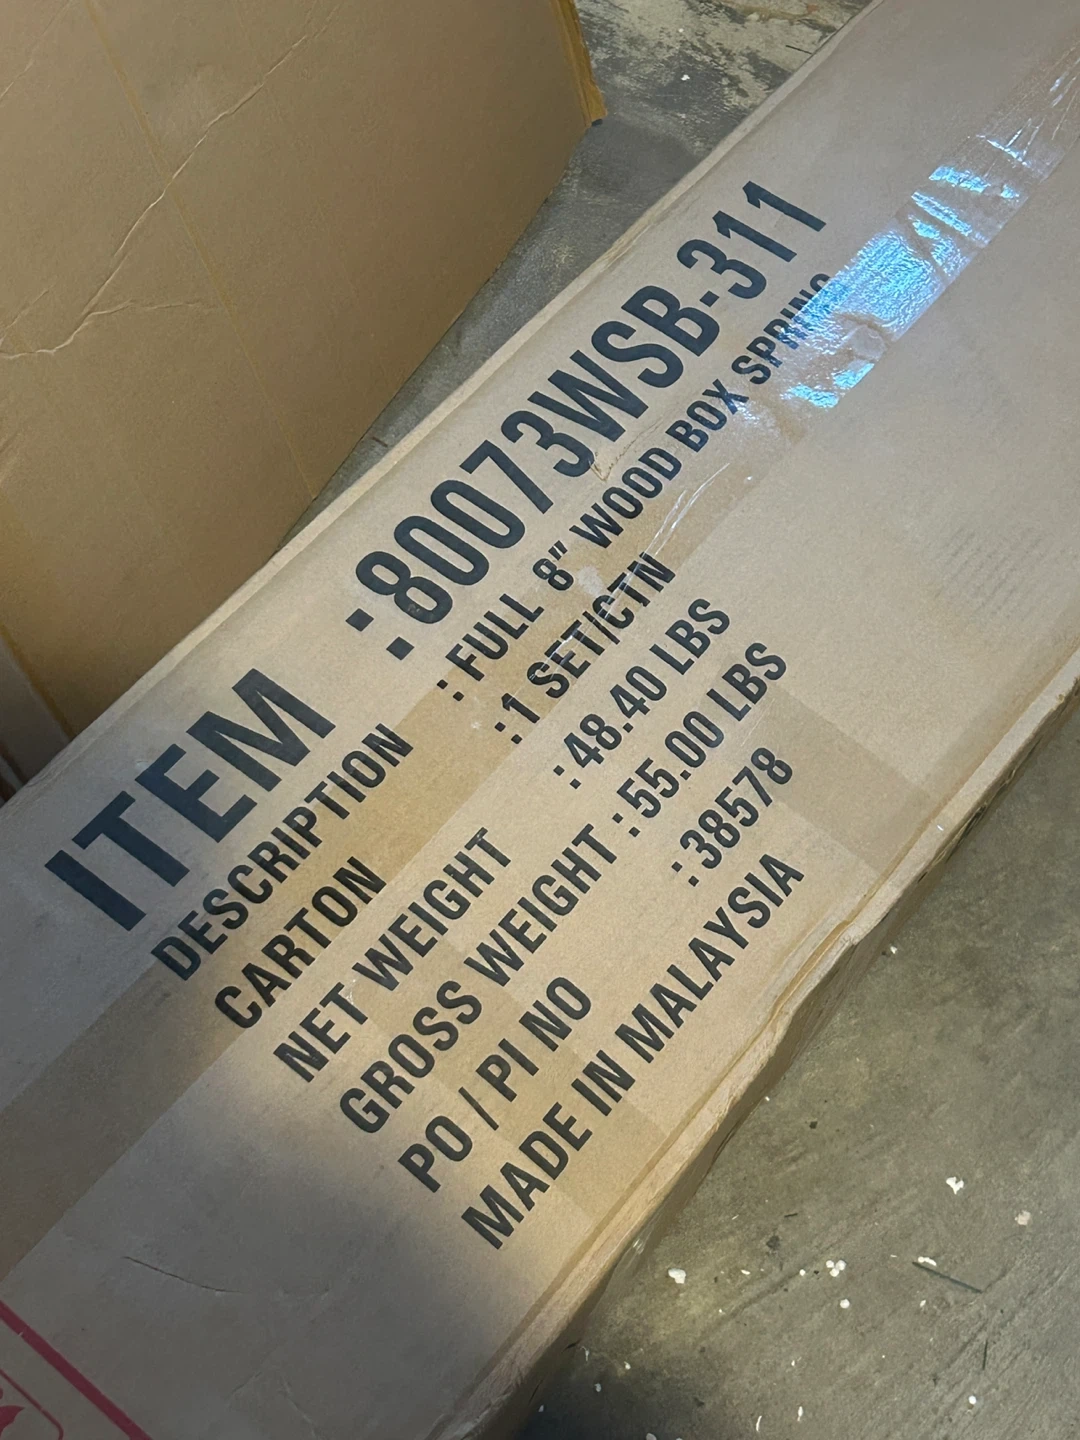 ITEM :80073WSB-311
DESCRIPTION : FULL 8" WOOD BOX SPRING
CARTON :1 SET/CTN
NET WEIGHT : 48.40 LBS
GROSS WEIGHT : 55.00 LBS
PO / PI NO : 38578
MADE IN MALAYSIA